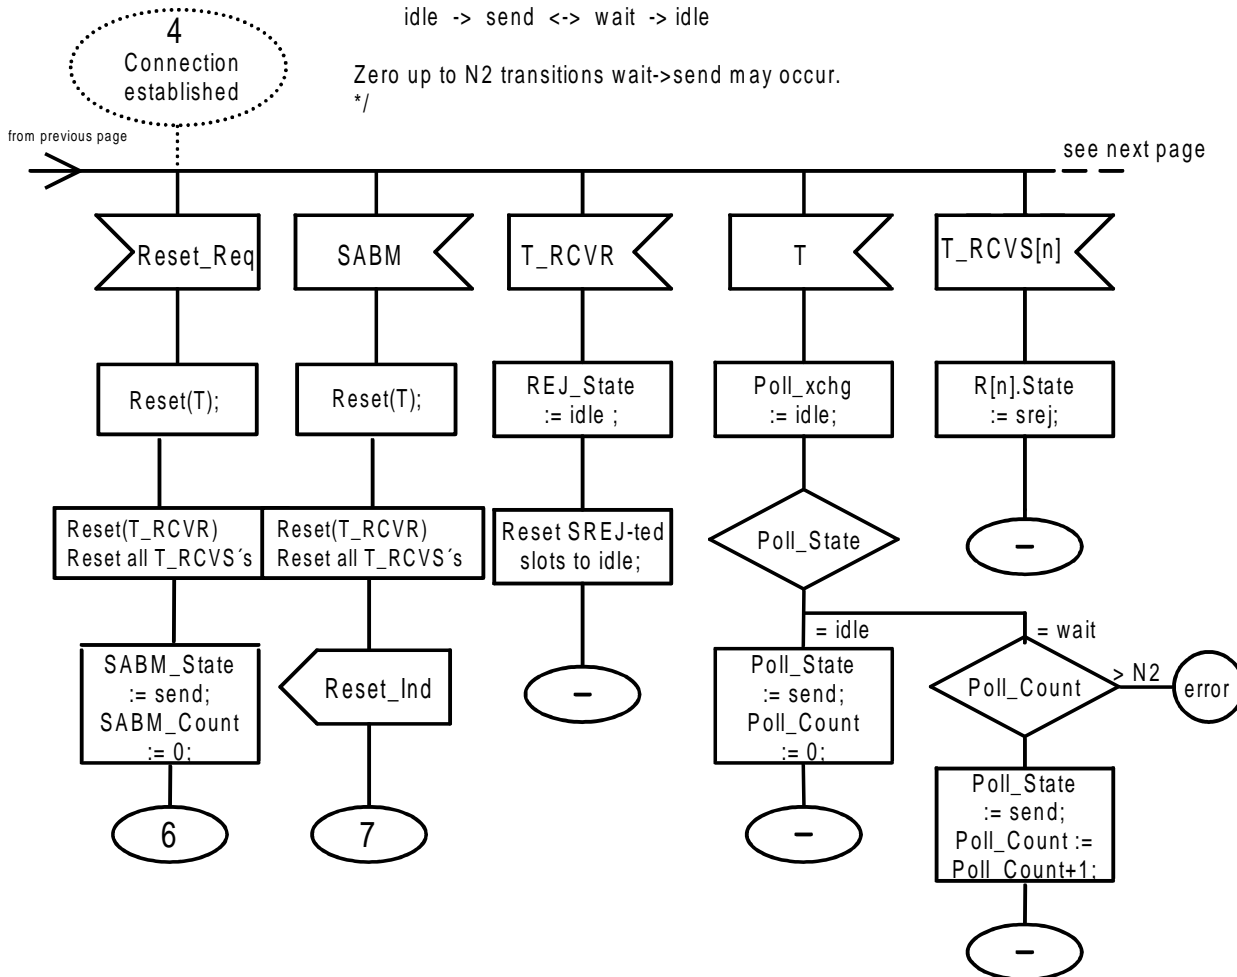 idle -> send <-> wait -> idle
4
Connection
established
Zero up to N2 transitions wait->send may occur.
*/
from previous page
see next page
Reset_Req
SABM
T_RCVR
T
T_RCVS[n]
Reset(T);
Reset(T);
REJ_State
:= idle ;
Poll_xchg
:= idle;
R[n].State
:= srej;
Reset(T_RCVR)
Reset all T_RCVS´s
Reset(T_RCVR)
Reset all T_RCVS´s
Reset SREJ-ted
slots to idle;
Poll_State
–
= idle
= wait
SABM_State
:= send;
SABM_Count
:= 0;
Reset_Ind
–
Poll_State
:= send;
Poll_Count
:= 0;
Poll_Count
> N2
error
6
7
–
Poll_State
:= send;
Poll_Count :=
Poll_Count+1;
–